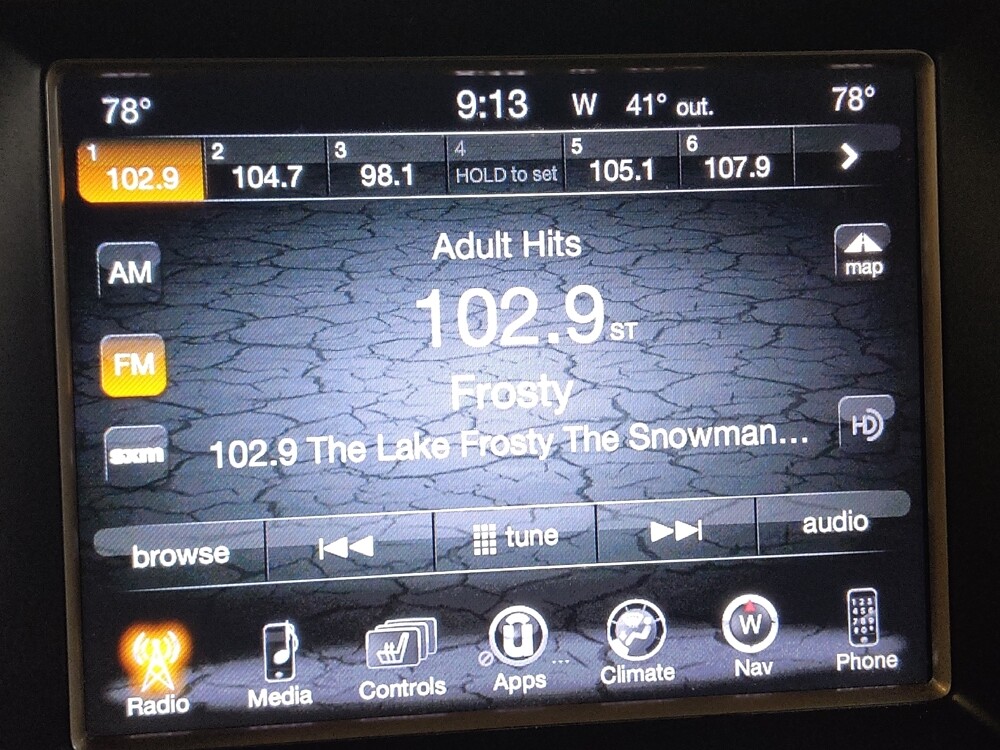 78° 9:13 W 41° out. 78°
1 2 3 4 5 6
102.9 104.7 98.1 HOLD to set 105.1 107.9
Adult Hits
map
AM
102.9 ST
FM
Frosty
HD
sxm 102.9 The Lake Frosty The Snowman...
browse tune audio
Radio Media Controls Apps ... Climate W Nav Phone